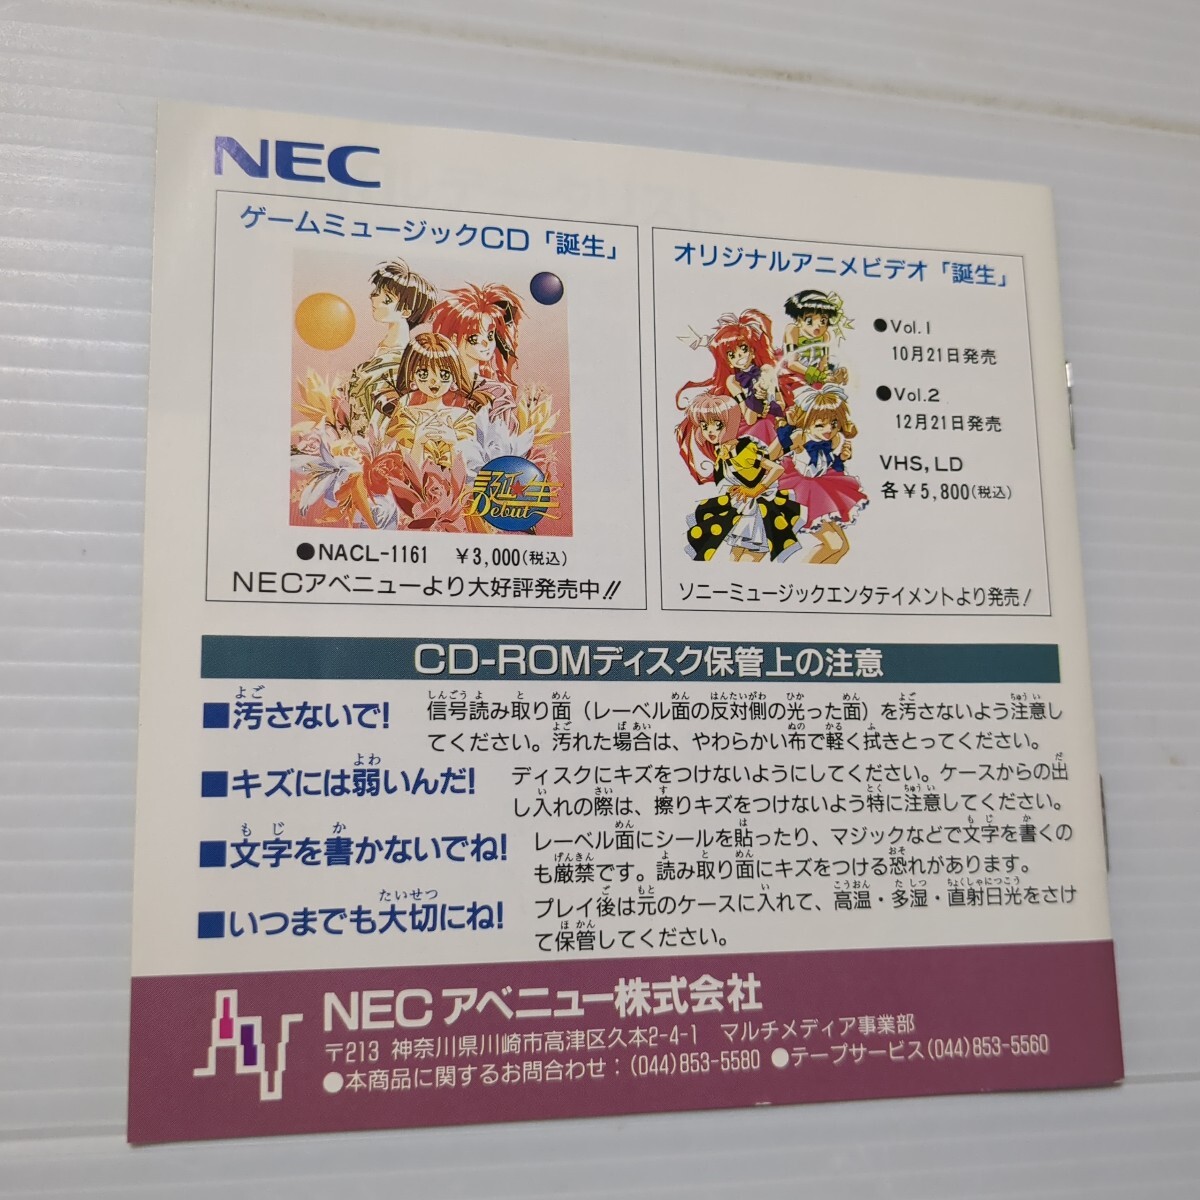 NEC
ゲームミュージックCD「誕生」
誕生
Debut
●NACL-1161 ￥3,000(税込)
NECアベニューより大好評発売中!!
オリジナルアニメビデオ「誕生」
●Vol.1
10月21日発売
●Vol.2
12月21日発売
VHS, LD
各￥5,800(税込)
ソニーミュージックエンタテイメントより発売!
CD-ROMディスク保管上の注意
■汚さないで!
信号読み取り面(レーベル面の反対側の光った面)を汚さないよう注意し
てください。汚れた場合は、やわらかい布で軽く拭きとってください。
■キズには弱いんだ!
ディスクにキズをつけないようにしてください。ケースからの出
し入れの際は、擦りキズをつけないよう特に注意してください。
■文字を書かないでね!
レーベル面にシールを貼ったり、マジックなどで文字を書くの
も厳禁です。読み取り面にキズをつける恐れがあります。
■いつまでも大切にね!
プレイ後は元のケースに入れて、高温・多湿・直射日光をさけ
て保管してください。
NECアベニュー株式会社
〒213 神奈川県川崎市高津区久本2-4-1 マルチメディア事業部
●本商品に関するお問合わせ：(044)853-5580 ●テープサービス(044)853-5560